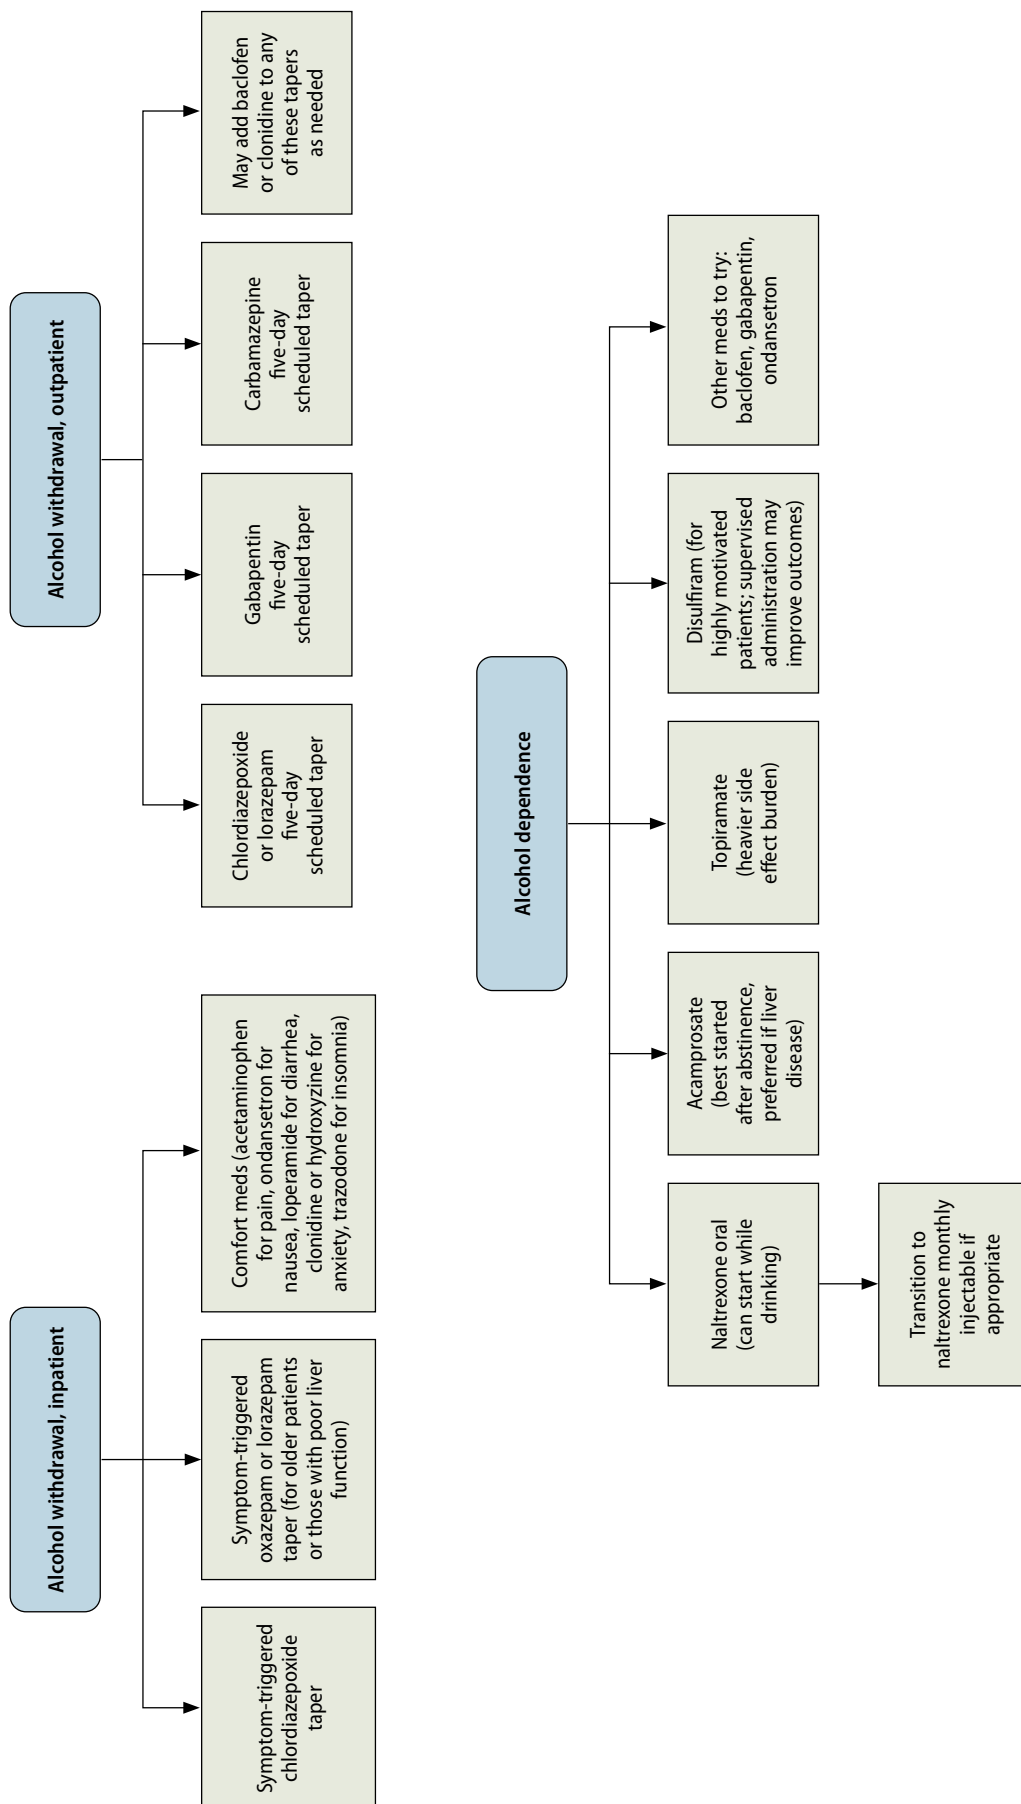 Alcohol withdrawal, inpatient
Symptom-triggered
chlordiazepoxide
taper
Symptom-triggered
oxazepam or lorazepam
taper (for older patients
or those with poor liver
function)
Comfort meds (acetaminophen
for pain, ondansetron for
nausea, loperamide for diarrhea,
clonidine or hydroxyzine for
anxiety, trazodone for insomnia)
Alcohol withdrawal, outpatient
Chlordiazepoxide
or lorazepam
five-day
scheduled taper
Gabapentin
five-day
scheduled taper
Carbamazepine
five-day
scheduled taper
May add baclofen
or clonidine to any
of these tapers
as needed
Alcohol dependence
Naltrexone oral
(can start while
drinking)
Transition to
naltrexone monthly
injectable if
appropriate
Acamprosate
(best started
after abstinence,
preferred if liver
disease)
Topiramate
(heavier side
effect burden)
Disulfiram (for
highly motivated
patients; supervised
administration may
improve outcomes)
Other meds to try:
baclofen, gabapentin,
ondansetron